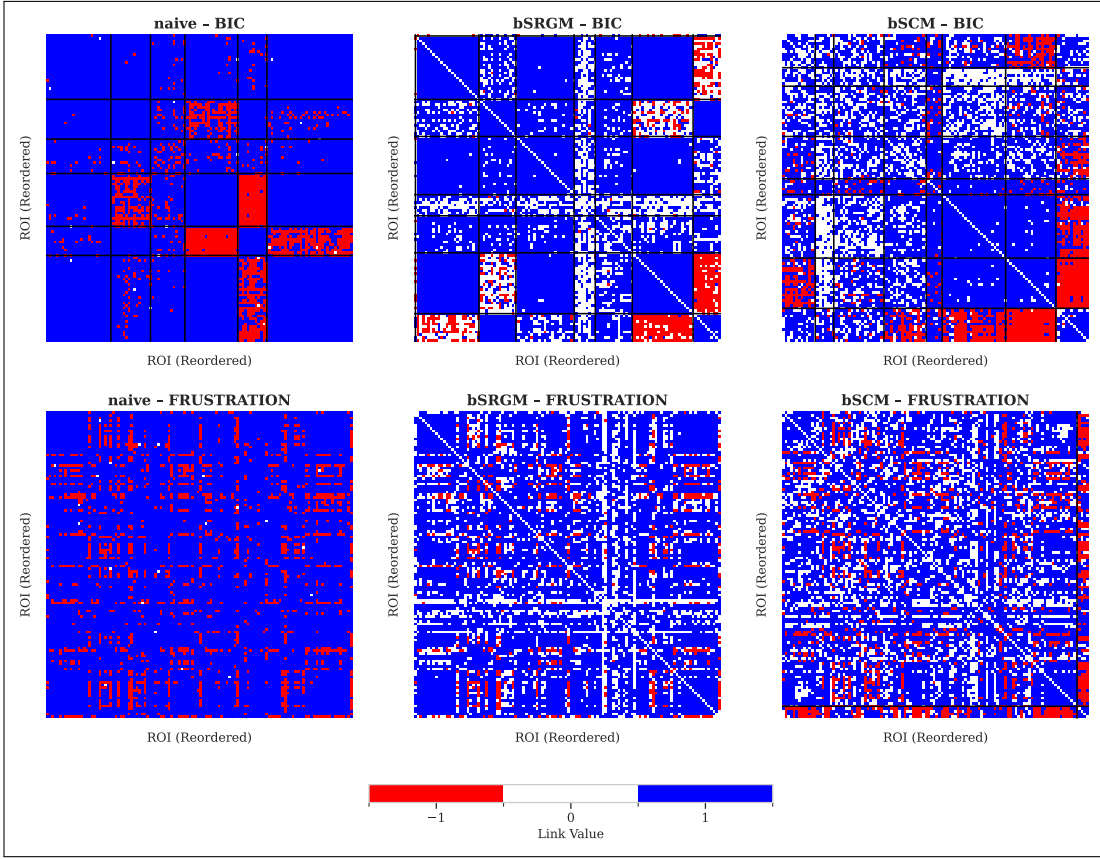 naive – BIC
bSRGM – BIC
bSCM – BIC
ROI (Reordered)
ROI (Reordered)
ROI (Reordered)
ROI (Reordered)
ROI (Reordered)
ROI (Reordered)
naive – FRUSTRATION
bSRGM – FRUSTRATION
bSCM – FRUSTRATION
ROI (Reordered)
ROI (Reordered)
ROI (Reordered)
ROI (Reordered)
ROI (Reordered)
ROI (Reordered)
−1
0
1
Link Value